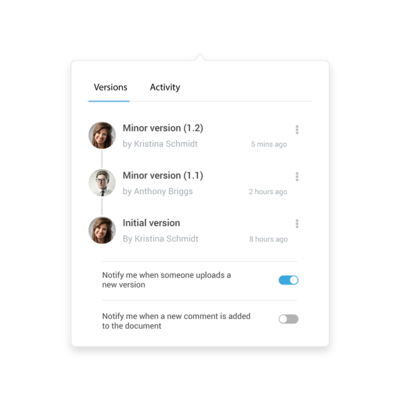 Versions Activity
Minor version (1.2)
by Kristina Schmidt 5 mins ago
Minor version (1.1)
by Anthony Briggs 2 hours ago
Initial version
By Kristina Schmidt 8 hours ago
Notify me when someone uploads a
new version
Notify me when a new comment is added
to the document